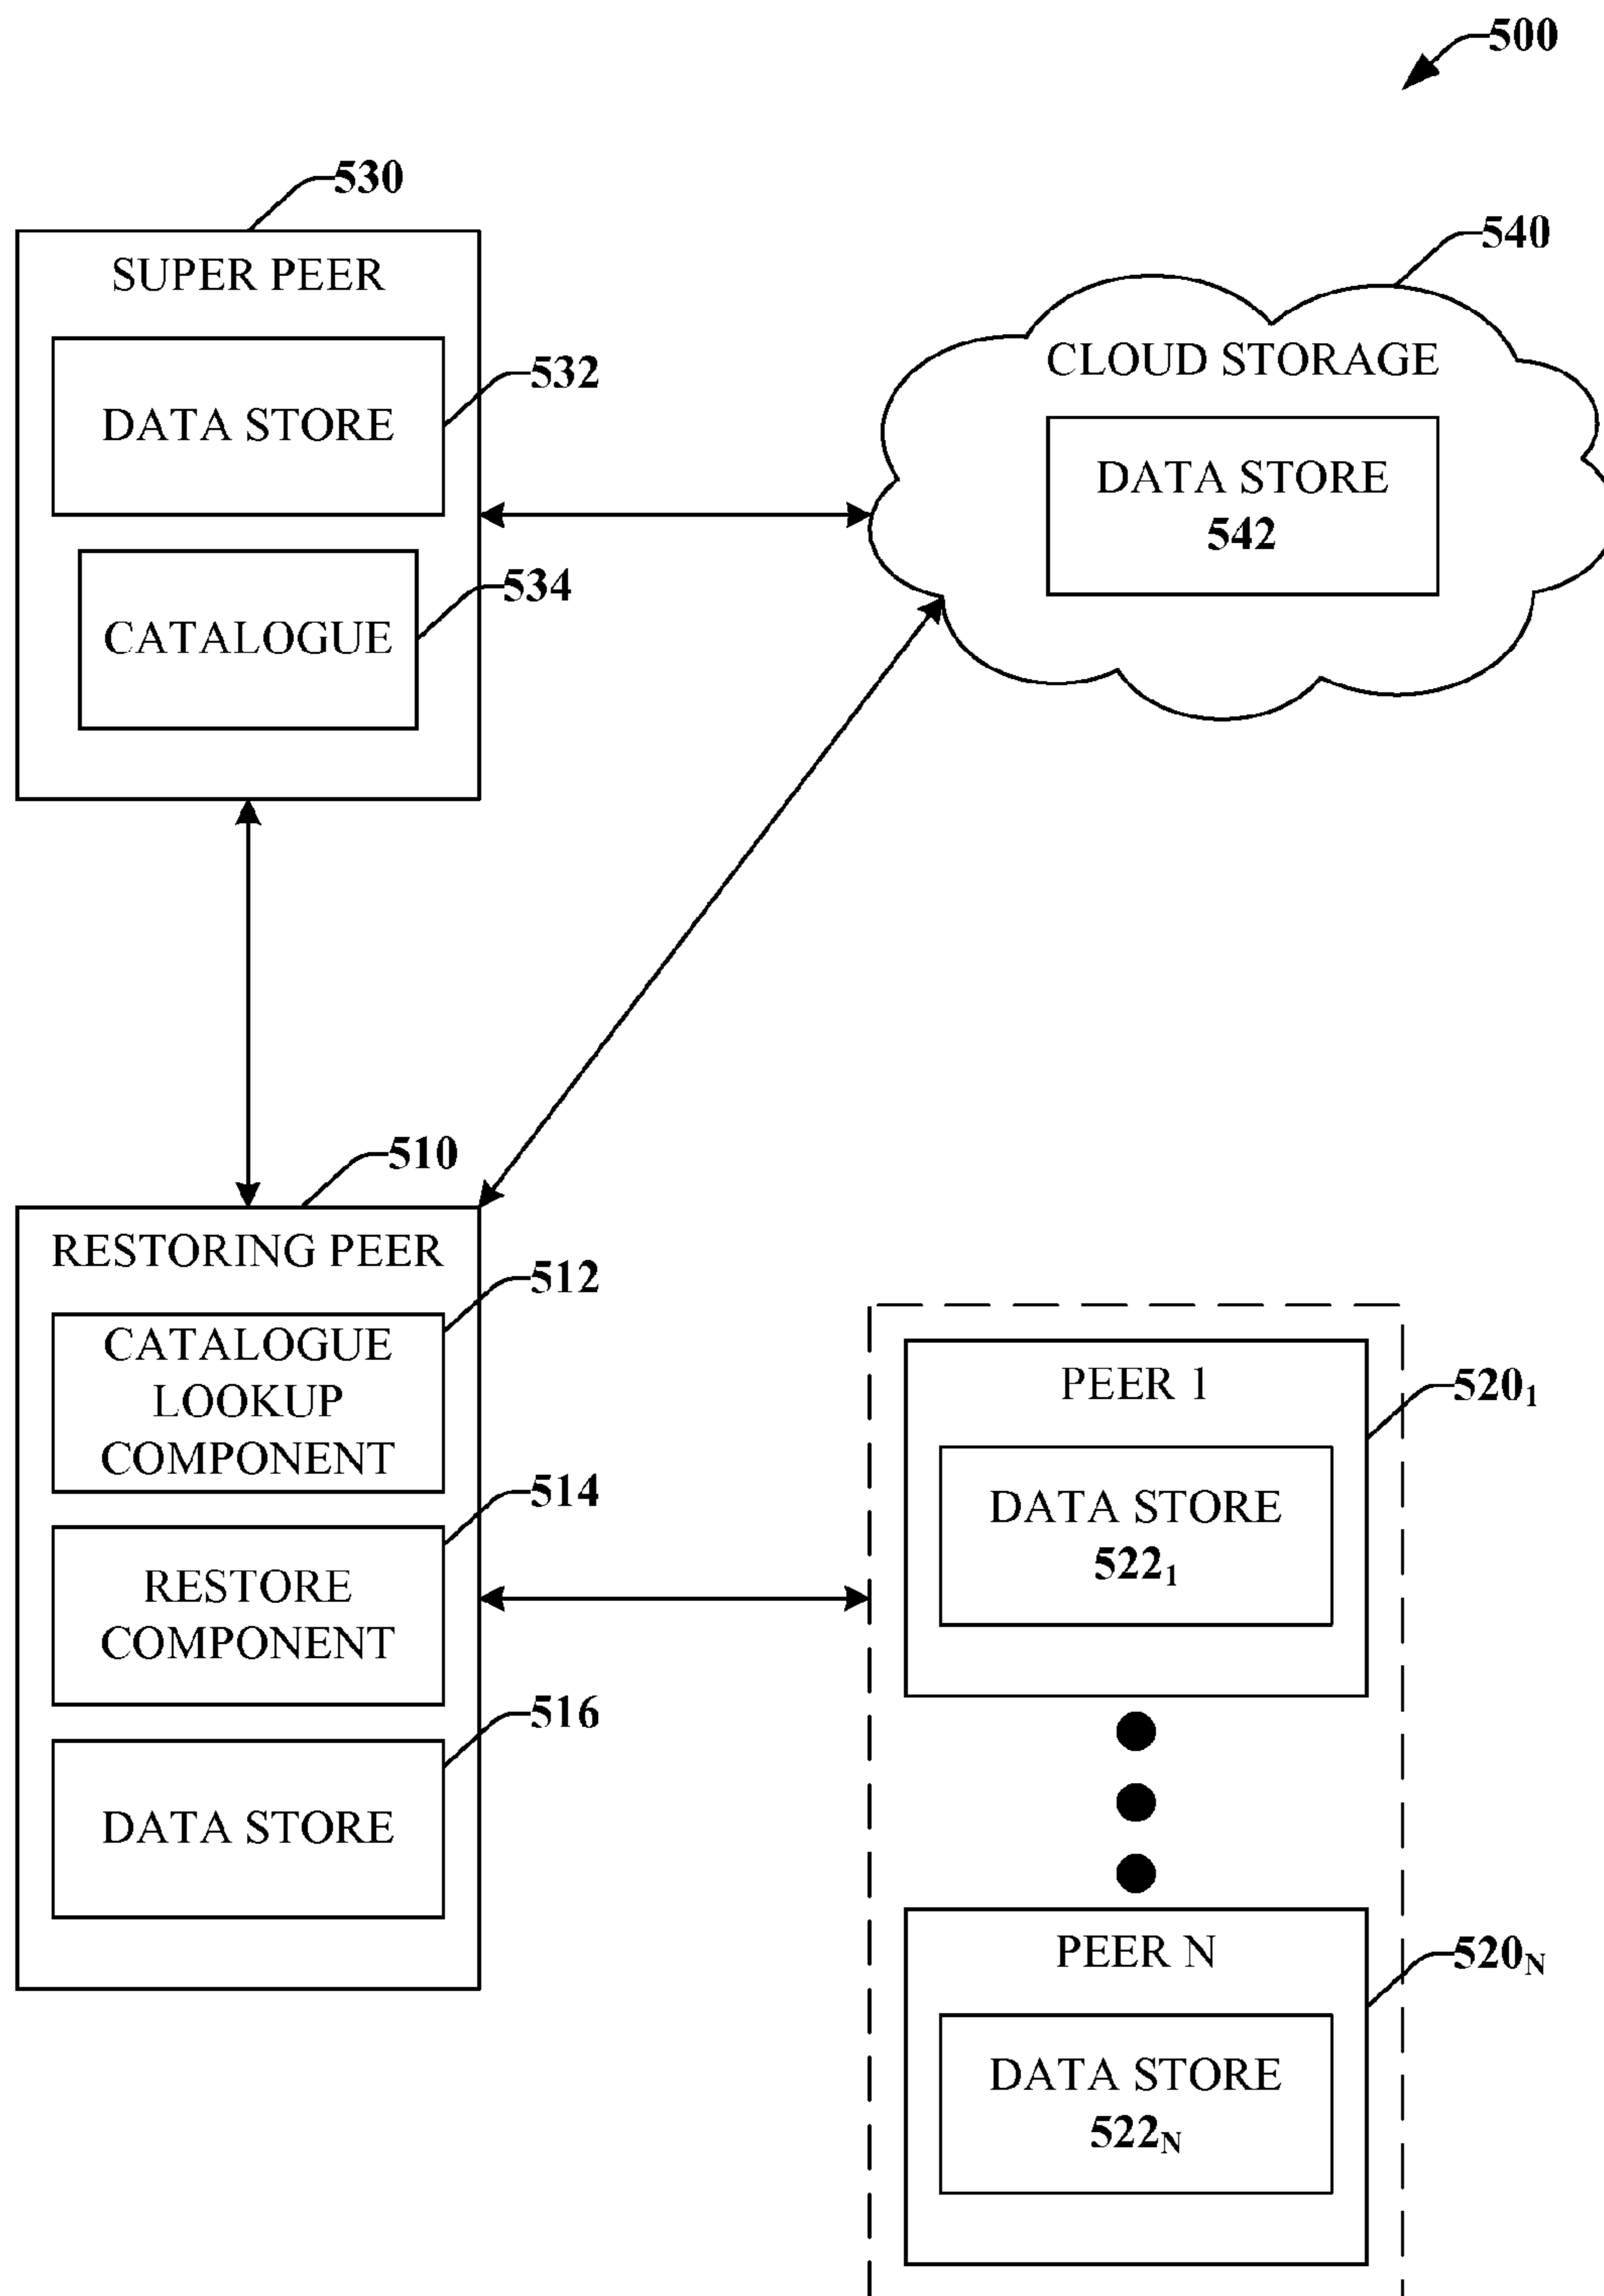 500
530
SUPER PEER
532
DATA STORE
534
CATALOGUE
540
CLOUD STORAGE
DATA STORE
542
510
RESTORING PEER
512
CATALOGUE
LOOKUP
COMPONENT
514
RESTORE
COMPONENT
516
DATA STORE
PEER 1
520₁
DATA STORE
522₁
PEER N
520N
DATA STORE
522N